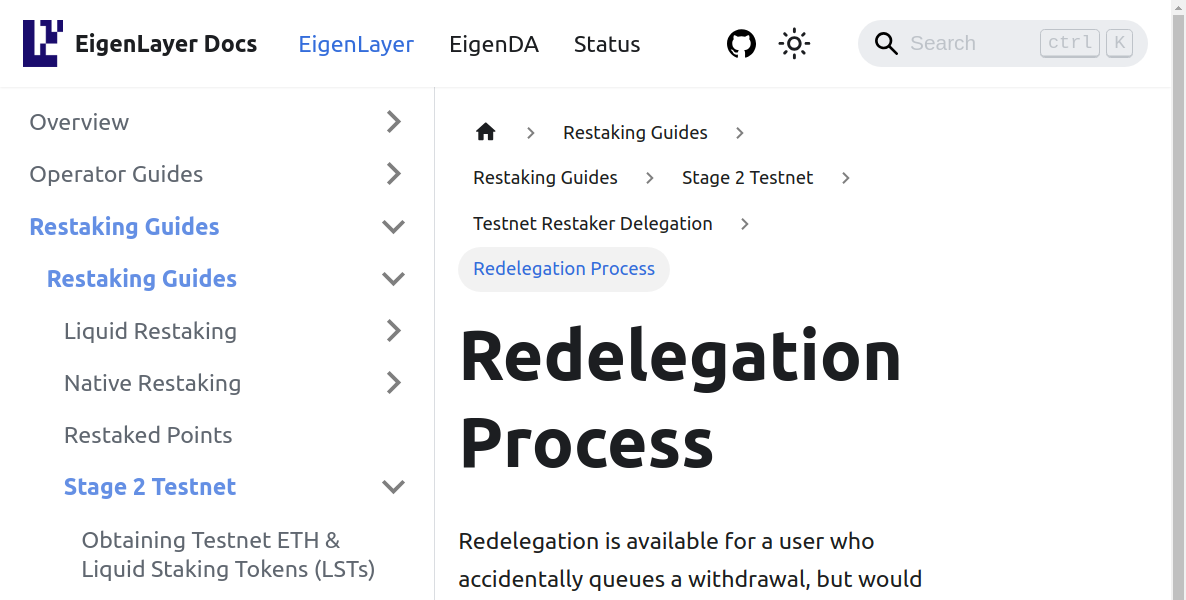 EigenLayer Docs
EigenLayer
EigenDA
Status
Search
ctrl
K
Overview
Operator Guides
Restaking Guides
Restaking Guides
Liquid Restaking
Native Restaking
Restaked Points
Stage 2 Testnet
Obtaining Testnet ETH &
Liquid Staking Tokens (LSTs)
Restaking Guides
Restaking Guides
Stage 2 Testnet
Testnet Restaker Delegation
Redelegation Process
Redelegation
Process
Redelegation is available for a user who
accidentally queues a withdrawal, but would